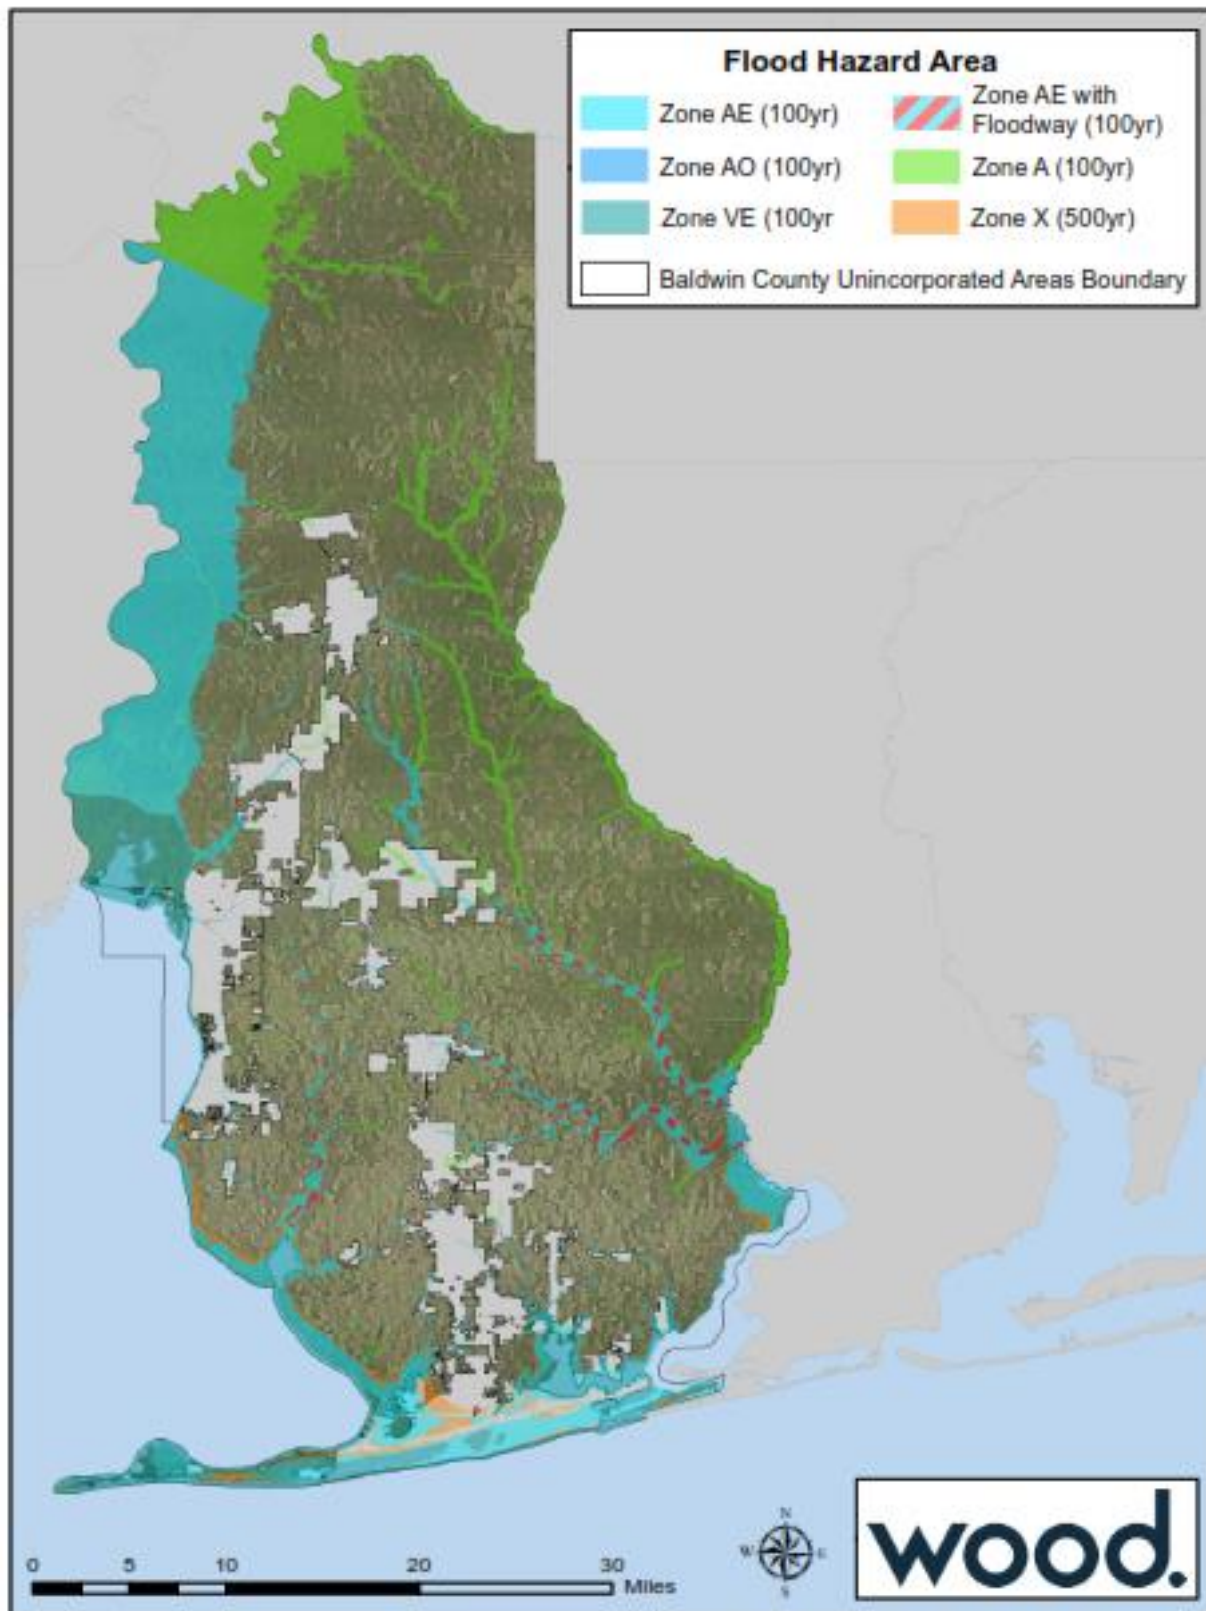 Flood Hazard Area
Zone AE (100yr)
Zone AE with
Floodway (100yr)
Zone AO (100yr)
Zone A (100yr)
Zone VE (100yr
Zone X (500yr)
Baldwin County Unincorporated Areas Boundary
N
W E
S
wood.
0 5 10 20 30
Miles